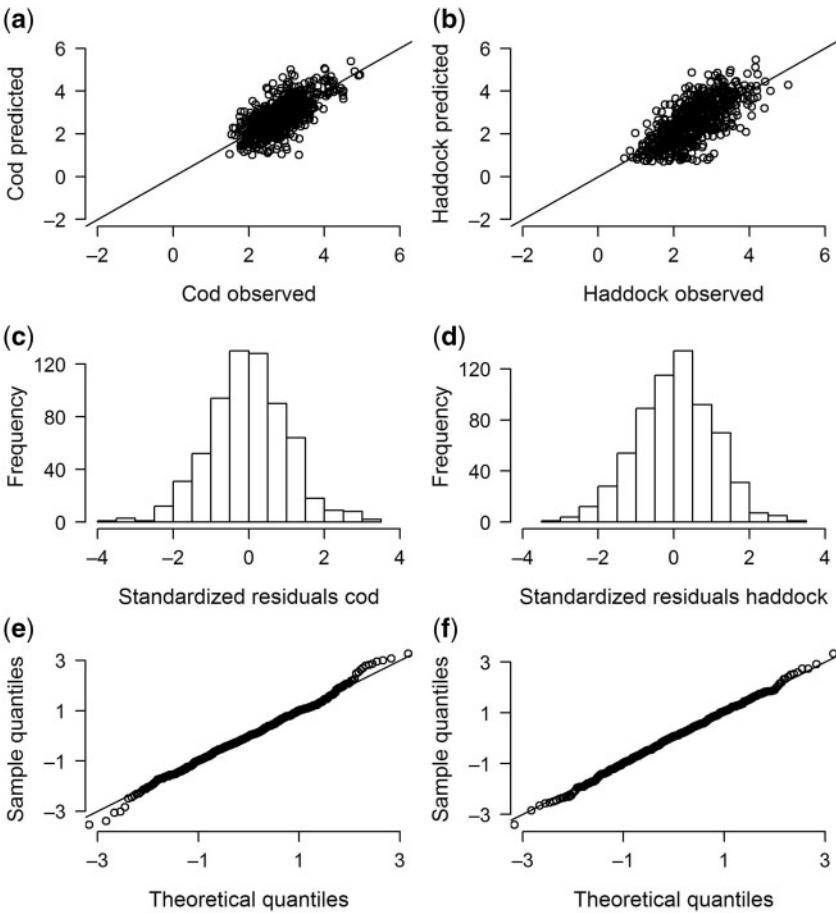 (a)
Cod predicted
6
4
2
0
–2
–2 0 2 4 6
Cod observed
(b)
Haddock predicted
6
4
2
0
–2
–2 0 2 4 6
Haddock observed
(c)
Frequency
120
80
40
0
–4 –2 0 2 4
Standardized residuals cod
(d)
Frequency
120
80
40
0
–4 –2 0 2 4
Standardized residuals haddock
(e)
Sample quantiles
3
1
–1
–3
–3 –1 1 3
Theoretical quantiles
(f)
Sample quantiles
3
1
–1
–3
–3 –1 1 3
Theoretical quantiles